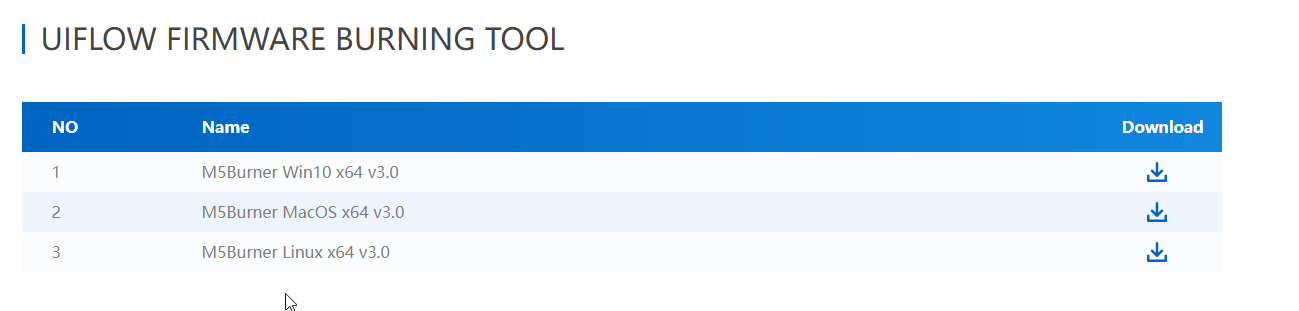 UIFLOW FIRMWARE BURNING TOOL
NO Name Download
1 M5Burner Win10 x64 v3.0
2 M5Burner MacOS x64 v3.0
3 M5Burner Linux x64 v3.0